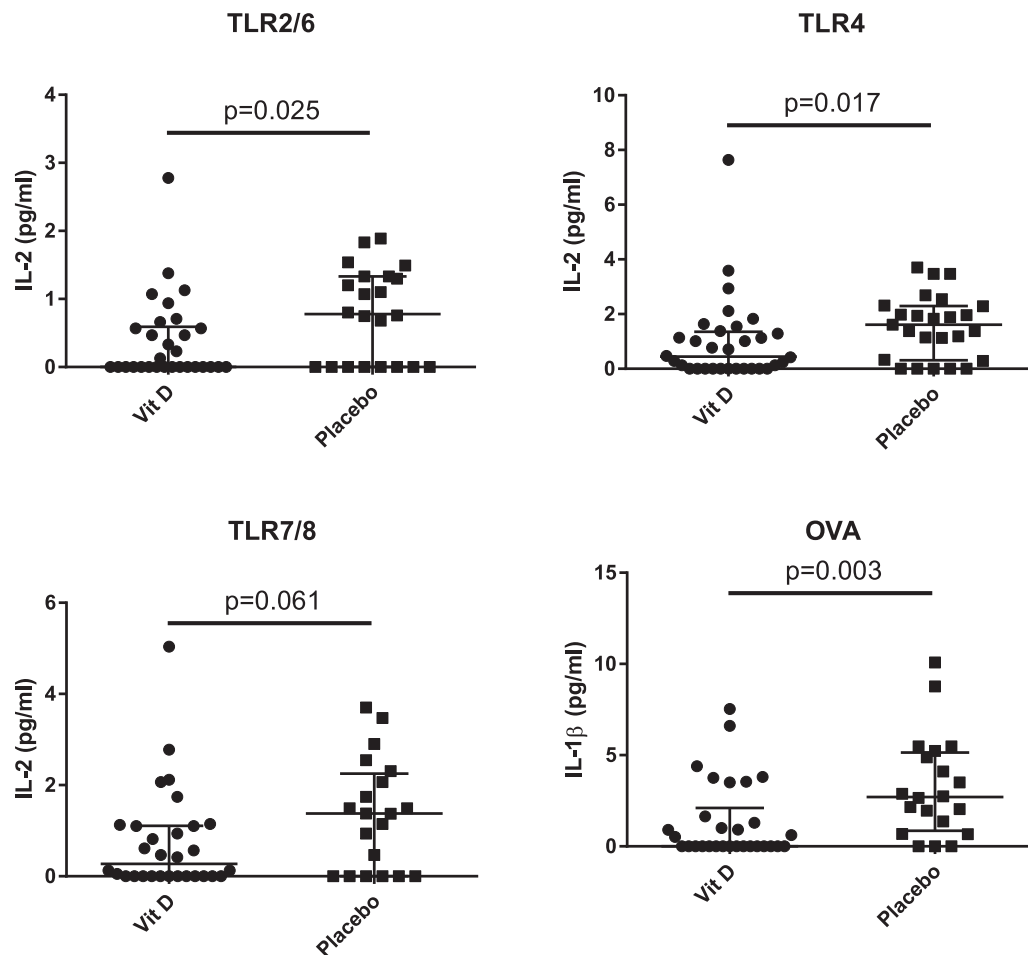 TLR2/6
IL-2 (pg/ml)
4
3
2
1
0
p=0.025
Vit D
Placebo
TLR4
IL-2 (pg/ml)
10
8
6
4
2
0
p=0.017
Vit D
Placebo
TLR7/8
IL-2 (pg/ml)
6
4
2
0
p=0.061
Vit D
Placebo
OVA
IL-1β (pg/ml)
15
10
5
0
p=0.003
Vit D
Placebo